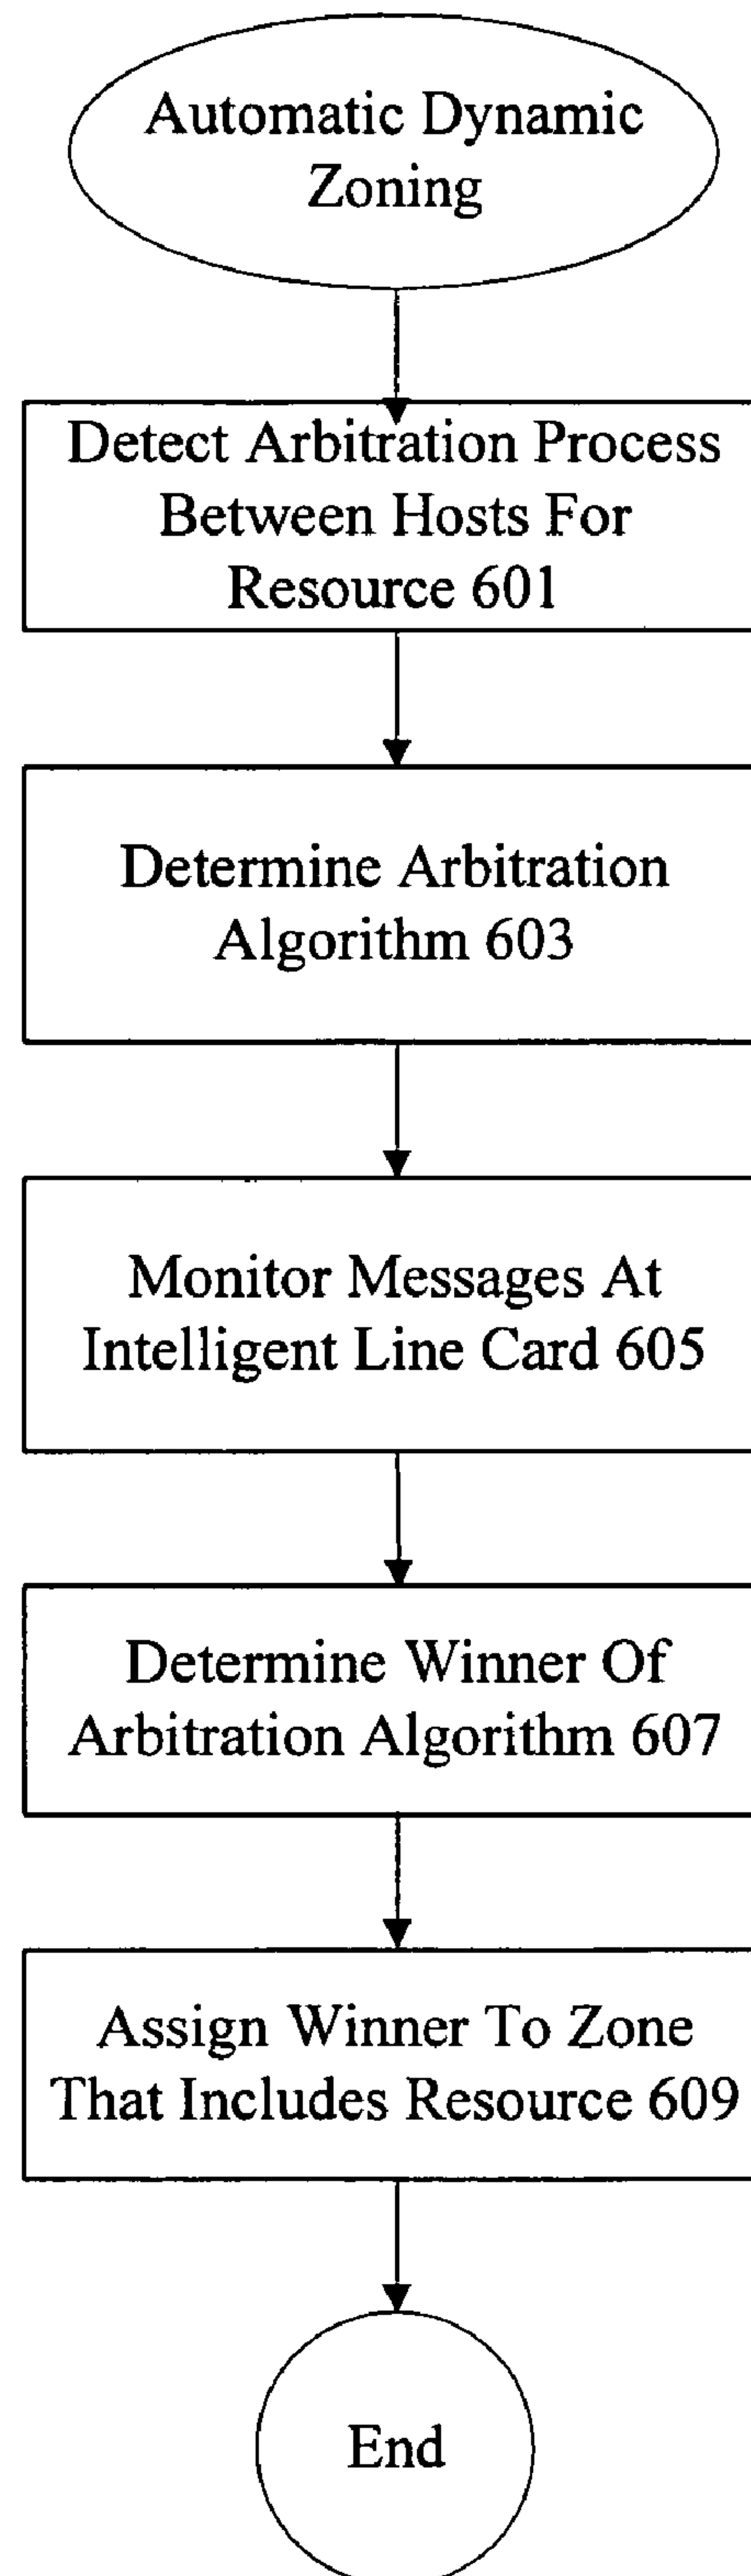 Automatic Dynamic
Zoning
Detect Arbitration Process
Between Hosts For
Resource 601
Determine Arbitration
Algorithm 603
Monitor Messages At
Intelligent Line Card 605
Determine Winner Of
Arbitration Algorithm 607
Assign Winner To Zone
That Includes Resource 609
End